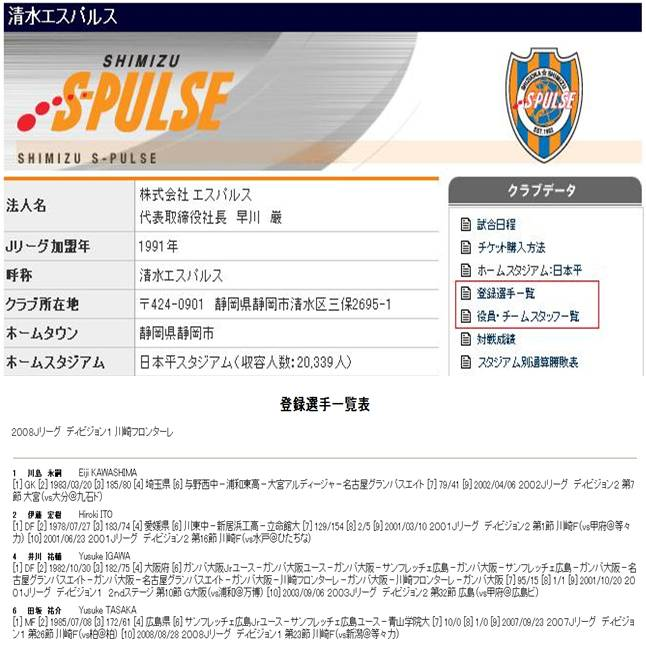 清水エスパルス
SHIMIZU
S-PULSE
SHIMIZU S-PULSE
SHIZUOKA SHIMIZU
S-PULSE
EST.1992
クラブデータ
法人名
株式会社 エスパルス
代表取締役社長 早川 巌
Jリーグ加盟年
1991年
呼称
清水エスパルス
クラブ所在地
〒424-0901 静岡県静岡市清水区三保2695-1
ホームタウン
静岡県静岡市
ホームスタジアム
日本平スタジアム(収容人数:20,339人)
試合日程
チケット購入方法
ホームスタジアム:日本平
登録選手一覧
役員・チームスタッフ一覧
対戦成績
スタジアム別通算勝敗表
登録選手一覧表
2008Jリーグ ディビジョン1 川崎フロンターレ
1 川島 永嗣 Eiji KAWASHIMA
[1] GK [2] 1983/03/20 [3] 185/80 [4] 埼玉県 [6] 与野西中-浦和東高-大宮アルディージャ-名古屋グランパスエイト [7] 79/41 [9] 2002/04/06 2002Jリーグ ディビジョン2 第7
節 大宮(vs大分@九石ド)
2 伊藤 宏樹 Hiroki ITO
[1] DF [2] 1978/07/27 [3] 183/74 [4] 愛媛県 [6] 川東中-新居浜工高-立命館大 [7] 129/154 [8] 2/5 [9] 2001/03/10 2001Jリーグ ディビジョン2 第1節 川崎F(vs甲府@等々
力) [10] 2001/06/23 2001Jリーグ ディビジョン2 第16節 川崎F(vs水戸@ひたちな)
4 井川 祐輔 Yusuke IGAWA
[1] DF [2] 1982/10/30 [3] 182/75 [4] 大阪府 [6] ガンバ大阪Jrユース-ガンバ大阪ユース-ガンバ大阪-サンフレッチェ広島-ガンバ大阪-サンフレッチェ広島-ガンバ大阪-名
古屋グランパスエイト-ガンバ大阪-名古屋グランパスエイト-ガンバ大阪-川崎フロンターレ-ガンバ大阪-川崎フロンターレ-ガンバ大阪 [7] 95/15 [8] 1/1 [9] 2001/10/20 20
01Jリーグ ディビジョン1 2ndステージ 第10節 G大阪(vs浦和@万博) [10] 2003/09/06 2003Jリーグ ディビジョン2 第32節 広島(vs甲府@広島ビ)
6 田坂 祐介 Yusuke TASAKA
[1] MF [2] 1985/07/08 [3] 172/61 [4] 広島県 [6] サンフレッチェ広島Jrユース-サンフレッチェ広島ユース-青山学院大 [7] 10/0 [8] 1/0 [9] 2007/09/23 2007Jリーグ ディビジョ
ン1 第26節 川崎F(vs柏@柏) [10] 2008/08/28 2008Jリーグ ディビジョン1 第23節 川崎F(vs新潟@等々力)